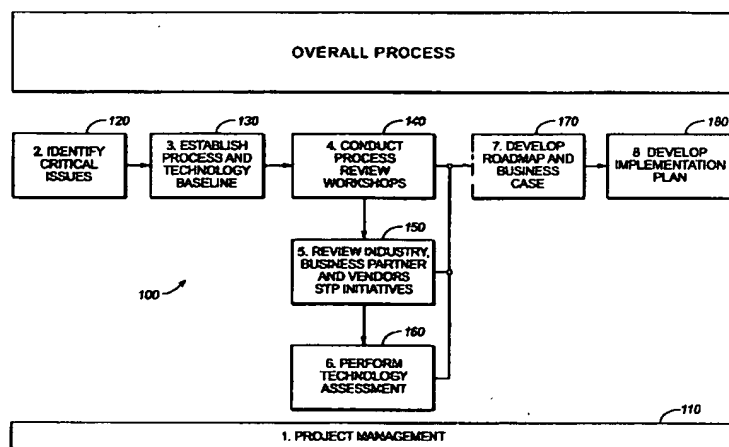 OVERALL PROCESS
120
2. IDENTIFY
CRITICAL
ISSUES
130
3. ESTABLISH
PROCESS AND
TECHNOLOGY
BASELINE
140
4. CONDUCT
PROCESS
REVIEW
WORKSHOPS
170
7. DEVELOP
ROADMAP AND
BUSINESS
CASE
180
8 DEVELOP
IMPLEMENTATION
PLAN
150
5. REVIEW INDUSTRY,
BUSINESS PARTNER
AND VENDORS
STP INITIATIVES
100
160
6. PERFORM
TECHNOLOGY
ASSESSMENT
110
1. PROJECT MANAGEMENT